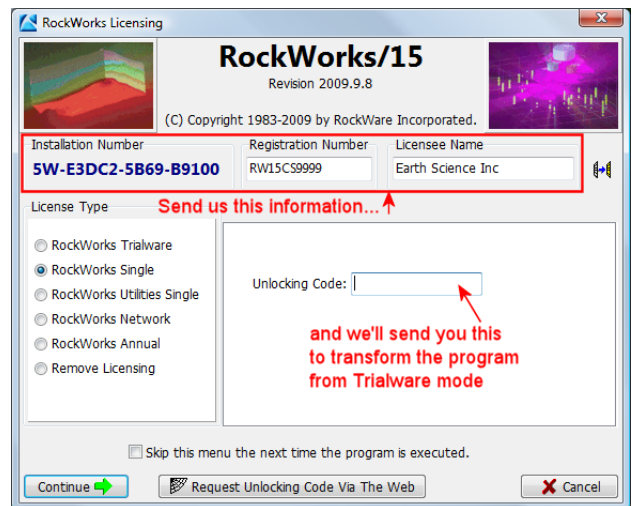 RockWorks Licensing
RockWorks/15
Revision 2009.9.8
(C) Copyright 1983-2009 by RockWare Incorporated.
Installation Number
Registration Number
Licensee Name
5W-E3DC2-5B69-B9100
RW15CS9999
Earth Science Inc
License Type
Send us this information...
RockWorks Trialware
RockWorks Single
RockWorks Utilities Single
RockWorks Network
RockWorks Annual
Remove Licensing
Unlocking Code:
and we'll send you this
to transform the program
from Trialware mode
Skip this menu the next time the program is executed.
Continue
Request Unlocking Code Via The Web
Cancel